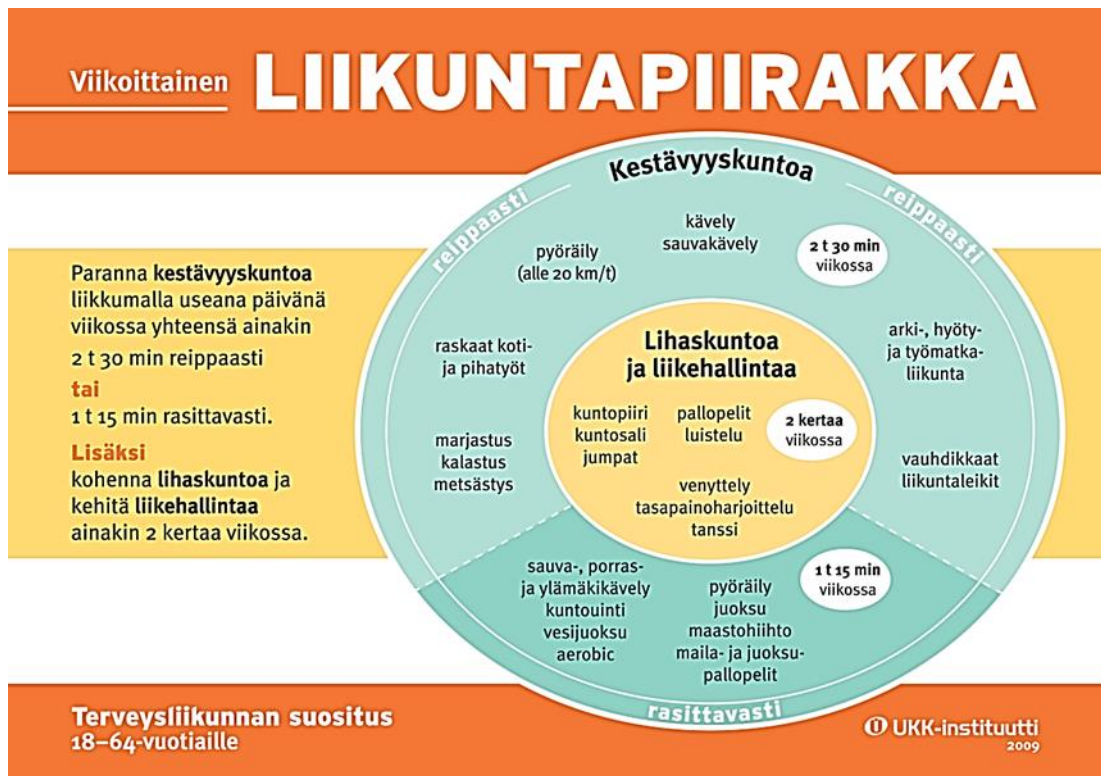 Viikoittainen LIIKUNTAPIIRAKKA
Paranna kestävyyskuntoa
liikkumalla useana päivänä
viikossa yhteensä ainakin
2 t 30 min reippaasti
tai
1 t 15 min rasittavasti.
Lisäksi
kohenna lihaskuntoa ja
kehitä liikehallintaa
ainakin 2 kertaa viikossa.
Kestävyyskuntoa
reippaasti
reippaasti
kävely
sauvakävely
2 t 30 min
viikossa
pyöräily
(alle 20 km/t)
raskaat koti-
ja pihatyöt
marjastus
kalastus
metsästys
arki-, hyöty-
ja työmatka-
liikunta
vauhdikkaat
liikuntaleikit
Lihaskuntoa
ja liikehallintaa
kuntopiiri
kuntosali
jumpat
pallopelit
luistelu
2 kertaa
viikossa
venyttely
tasapainoharjoittelu
tanssi
sauva-, porras-
ja ylämäkikävely
kuntouinti
vesijuoksu
aerobic
pyöräily
juoksu
maastohiihto
maila- ja juoksu-
pallopelit
1 t 15 min
viikossa
rasittavasti
Terveysliikunnan suositus
18–64-vuotiaille
UKK-instituutti
2009